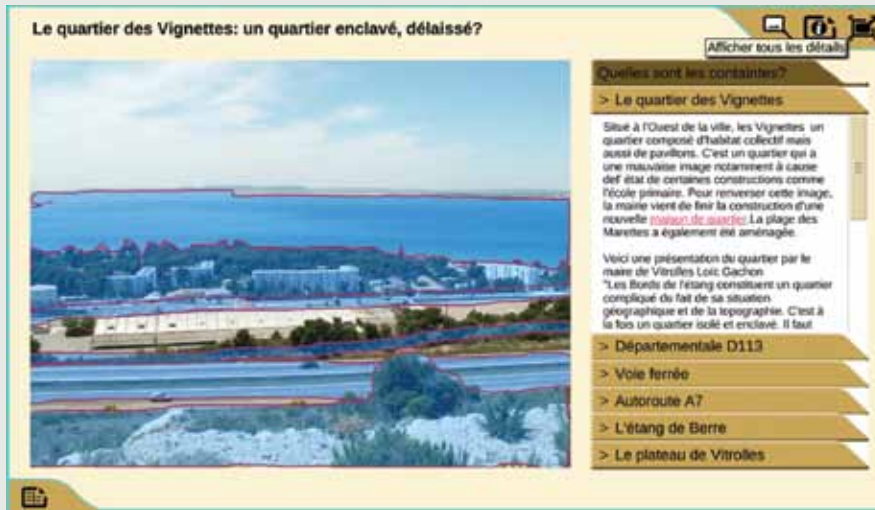 Le quartier des Vignettes: un quartier enclavé, délaissé?
Afficher tous les détails
Quelles sont les containtes?
> Le quartier des Vignettes
Situé à l'Ouest de la ville, les Vignettes un
quartier composé d'habitat collectif mais
aussi de pavillons. C'est un quartier qui a
une mauvaise image notamment à cause
def état de certaines constructions comme
l'école primaire. Pour renverser cette image,
la mairie vient de finir la construction d'une
nouvelle maison de quartier.La plage des
Marettes a également été aménagée.
Voici une présentation du quartier par le
maire de Vitrolles Loïc Gachon
"Les Bords de l'étang constituent un quartier
compliqué du fait de sa situation
géographique et de la topographie. C'est à
la fois un quartier isolé et enclavé. Il faut
> Départementale D113
> Voie ferrée
> Autoroute A7
> L'étang de Berre
> Le plateau de Vitrolles